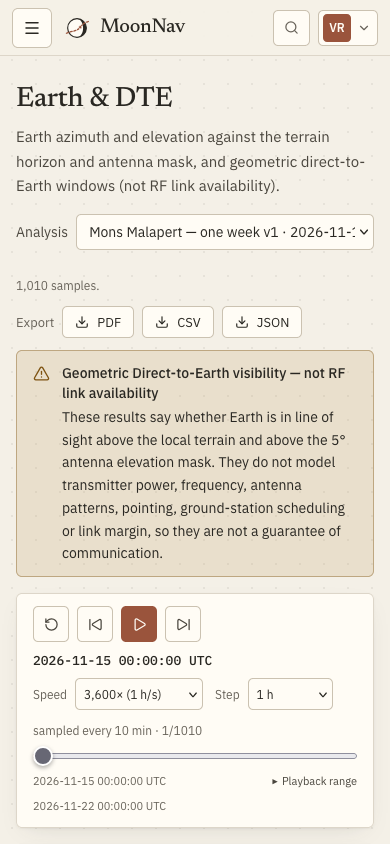 MoonNav
VR
Earth & DTE
Earth azimuth and elevation against the terrain
horizon and antenna mask, and geometric direct-to-
Earth windows (not RF link availability).
Analysis
Mons Malapert — one week v1 · 2026-11-
1,010 samples.
Export
PDF
CSV
JSON
Geometric Direct-to-Earth visibility — not RF
link availability
These results say whether Earth is in line of
sight above the local terrain and above the 5°
antenna elevation mask. They do not model
transmitter power, frequency, antenna
patterns, pointing, ground-station scheduling
or link margin, so they are not a guarantee of
communication.
2026-11-15 00:00:00 UTC
Speed
3,600× (1 h/s)
Step
1 h
sampled every 10 min · 1/1010
2026-11-15 00:00:00 UTC
▸ Playback range
2026-11-22 00:00:00 UTC